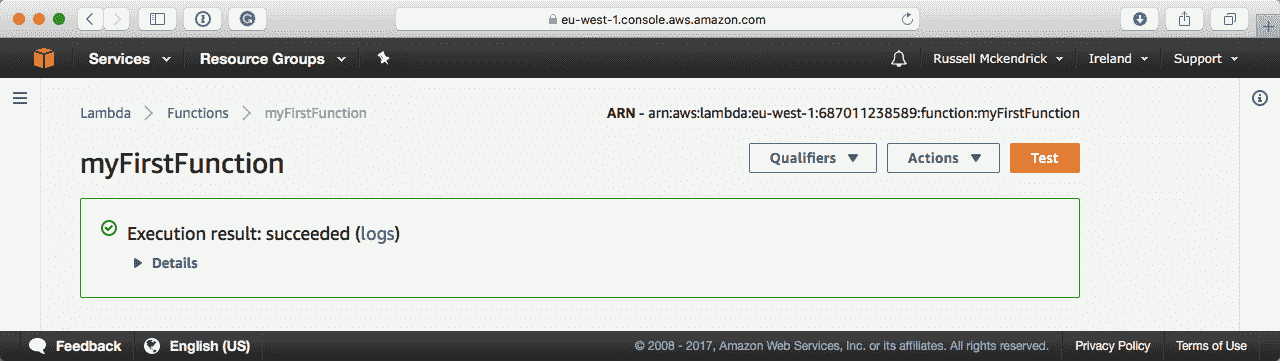 eu-west-1.console.aws.amazon.com
Services Resource Groups Russell Mckendrick Ireland Support
Lambda Functions myFirstFunction ARN - arn:aws:lambda:eu-west-1:687011238589:function:myFirstFunction
myFirstFunction Qualifiers Actions Test
Execution result: succeeded (logs)
Details
Feedback English (US) © 2008 - 2017, Amazon Web Services, Inc. or its affiliates. All rights reserved. Privacy Policy Terms of Use